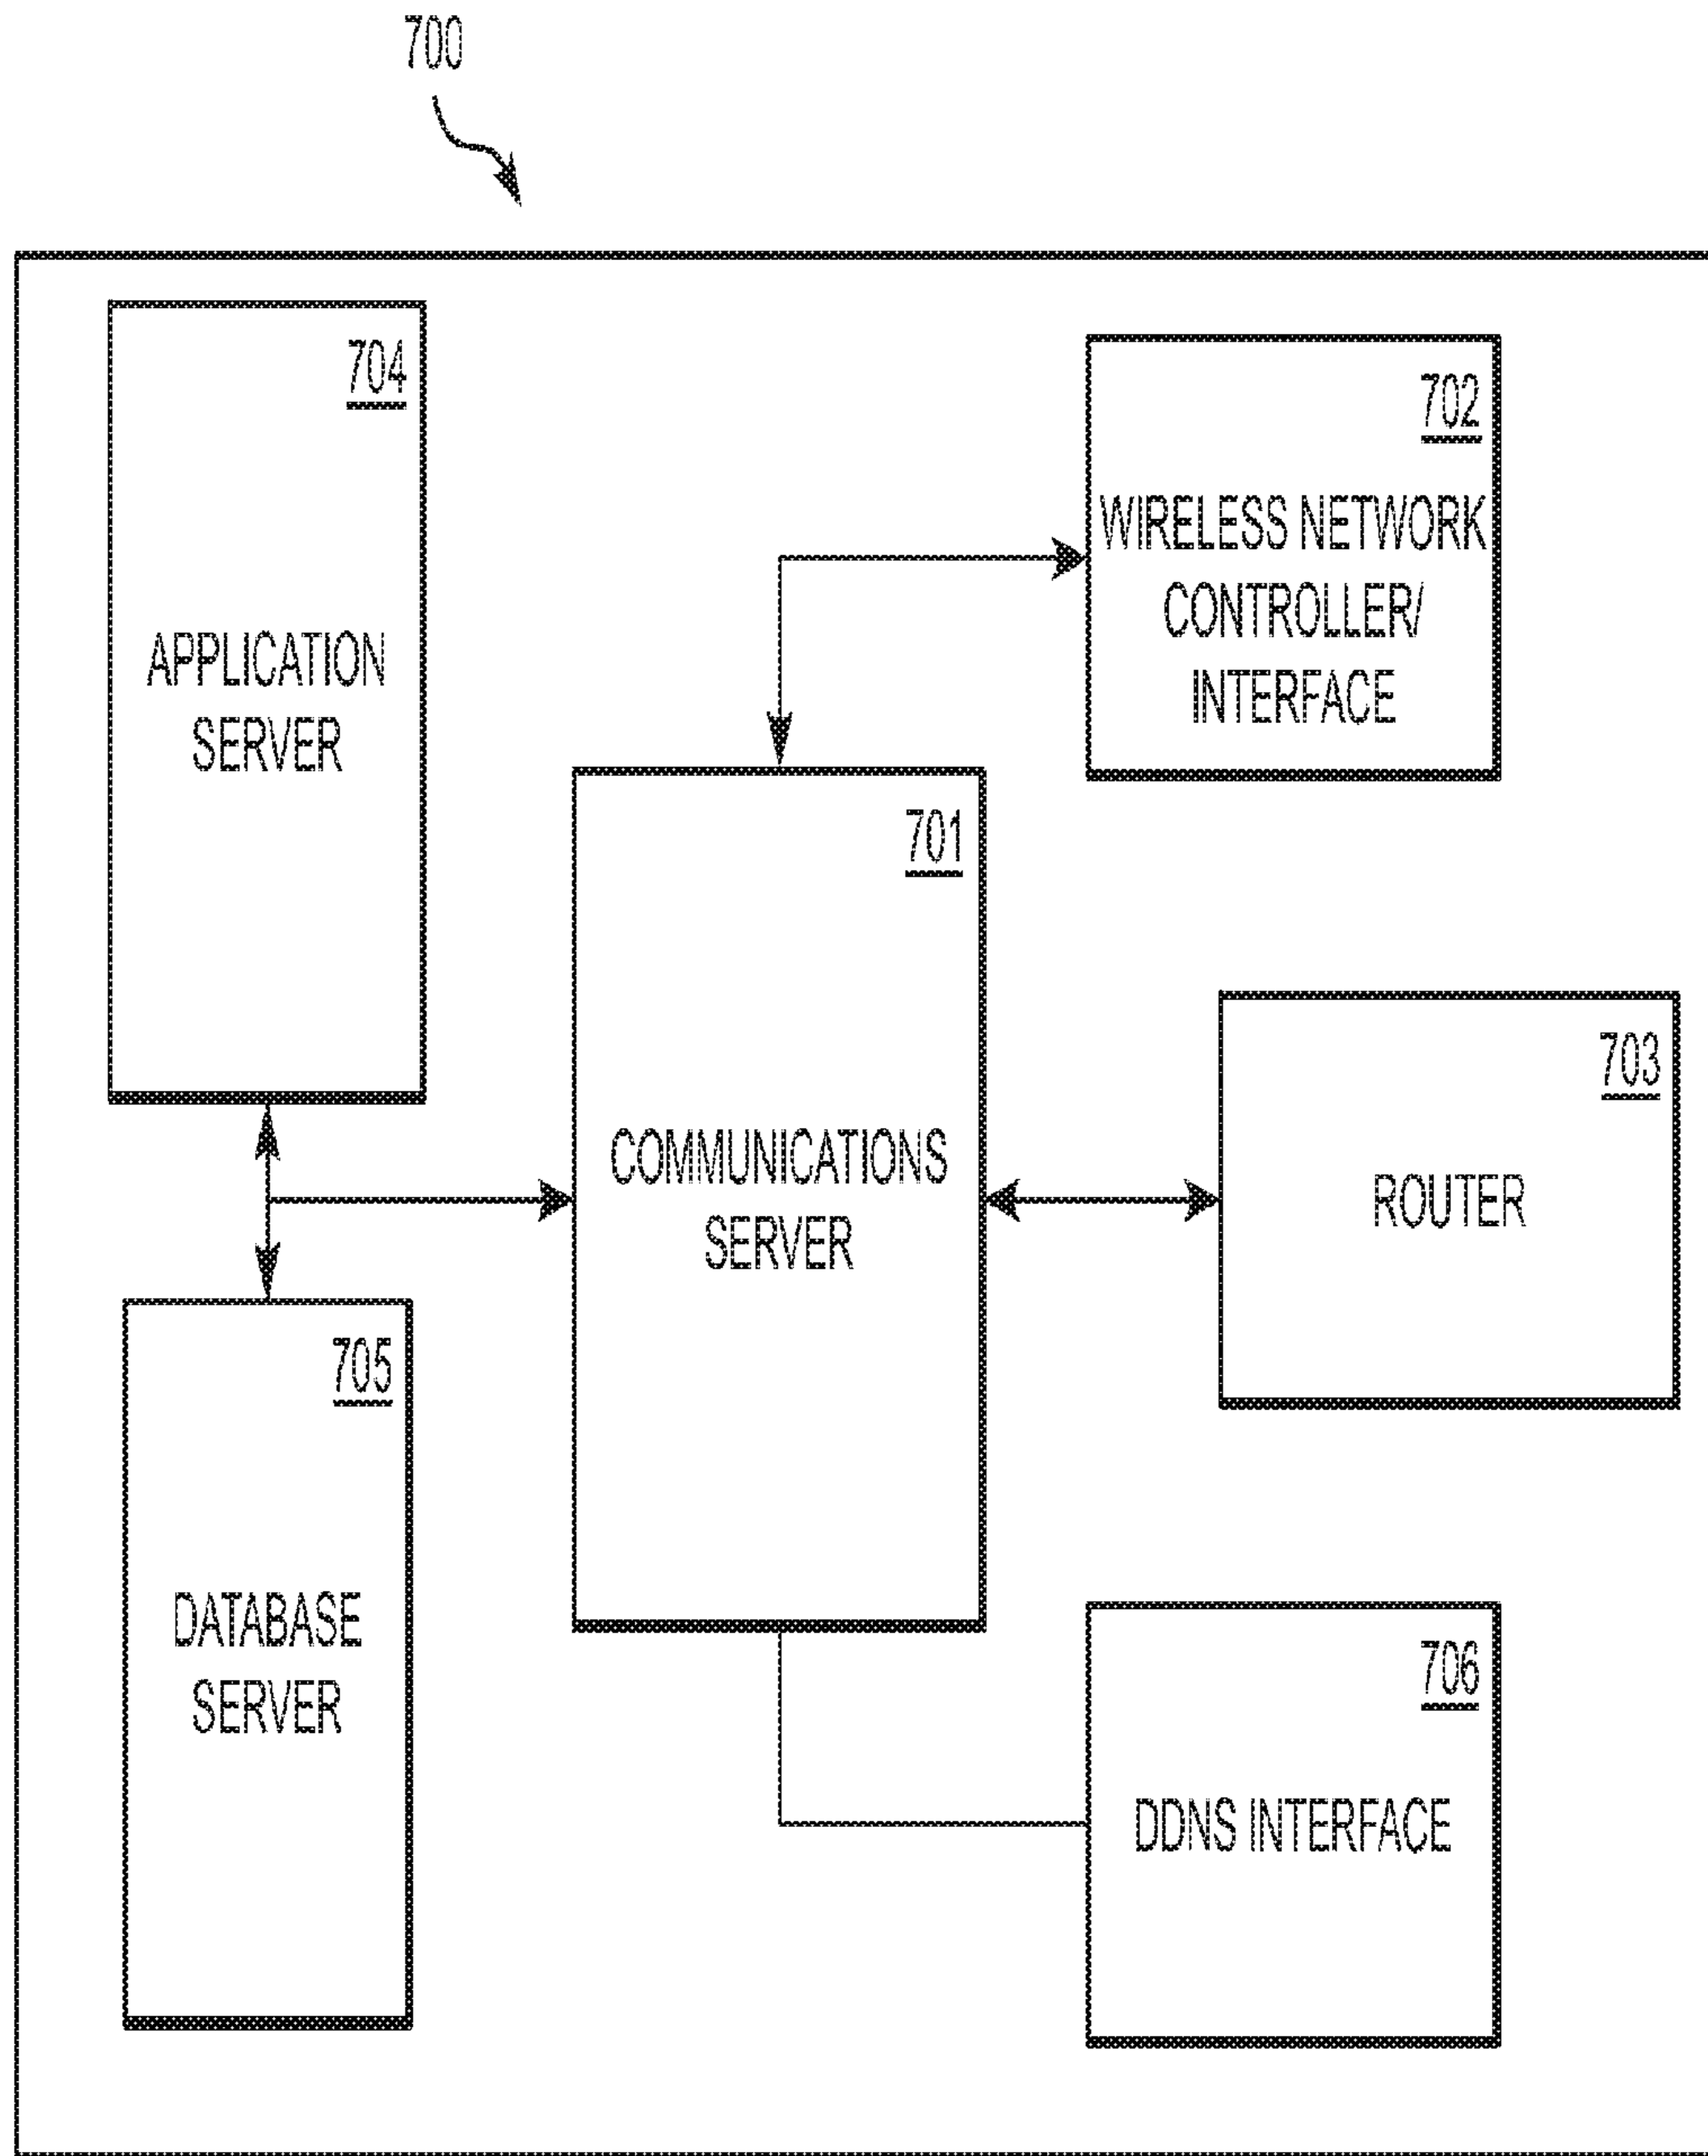 700
704
APPLICATION
SERVER
702
WIRELESS NETWORK
CONTROLLER/
INTERFACE
701
COMMUNICATIONS
SERVER
703
ROUTER
705
DATABASE
SERVER
706
DDNS INTERFACE